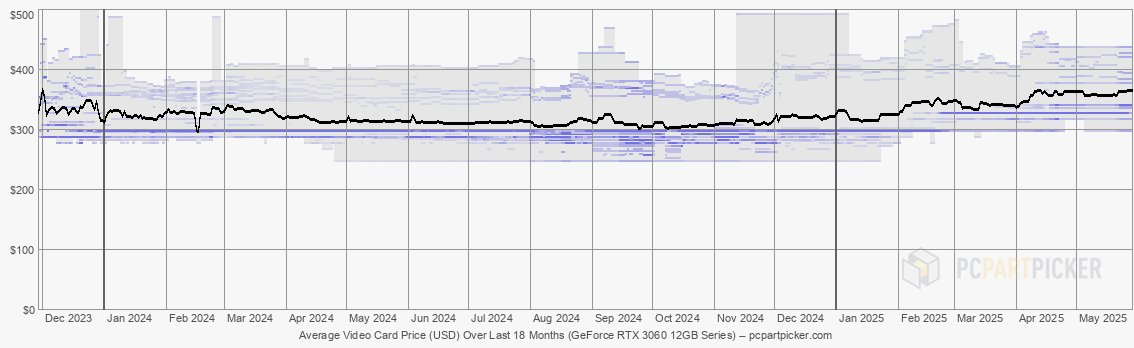 $500
$400
$300
$200
$100
$0
PCPARTPICKER
Dec 2023 Jan 2024 Feb 2024 Mar 2024 Apr 2024 May 2024 Jun 2024 Jul 2024 Aug 2024 Sep 2024 Oct 2024 Nov 2024 Dec 2024 Jan 2025 Feb 2025 Mar 2025 Apr 2025 May 2025
Average Video Card Price (USD) Over Last 18 Months (GeForce RTX 3060 12GB Series) – pcpartpicker.com